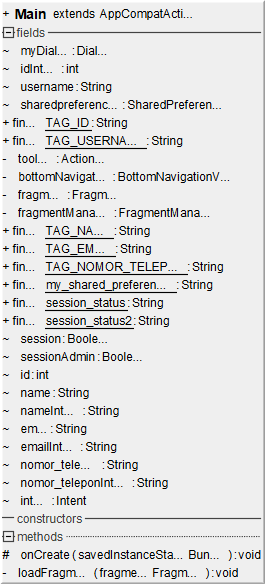 + Main extends AppCompatActi...
fields
~ myDial... : Dial...
~ idInt... : int
~ username : String
~ sharedpreferenc... : SharedPreferen...
+ fin... TAG_ID : String
+ fin... TAG_USERNA... : String
- tool... : Action...
- bottomNavigat... : BottomNavigationV...
- fragm... : Fragm...
- fragmentMana... : FragmentMana...
+ fin... TAG_NA... : String
+ fin... TAG_EM... : String
+ fin... TAG_NOMOR_TELEP... : String
+ fin... my_shared_preferen... : String
+ fin... session_status : String
+ fin... session_status2 : String
~ session : Boole...
~ sessionAdmin : Boole...
~ id : int
~ name : String
~ nameInt... : String
~ em... : String
~ emailInt... : String
~ nomor_tele... : String
~ nomor_teleponInt... : String
~ int... : Intent
constructors
methods
# onCreate ( savedInstanceSta... Bun... ) : void
- loadFragm... ( fragme... Fragm... ) : void